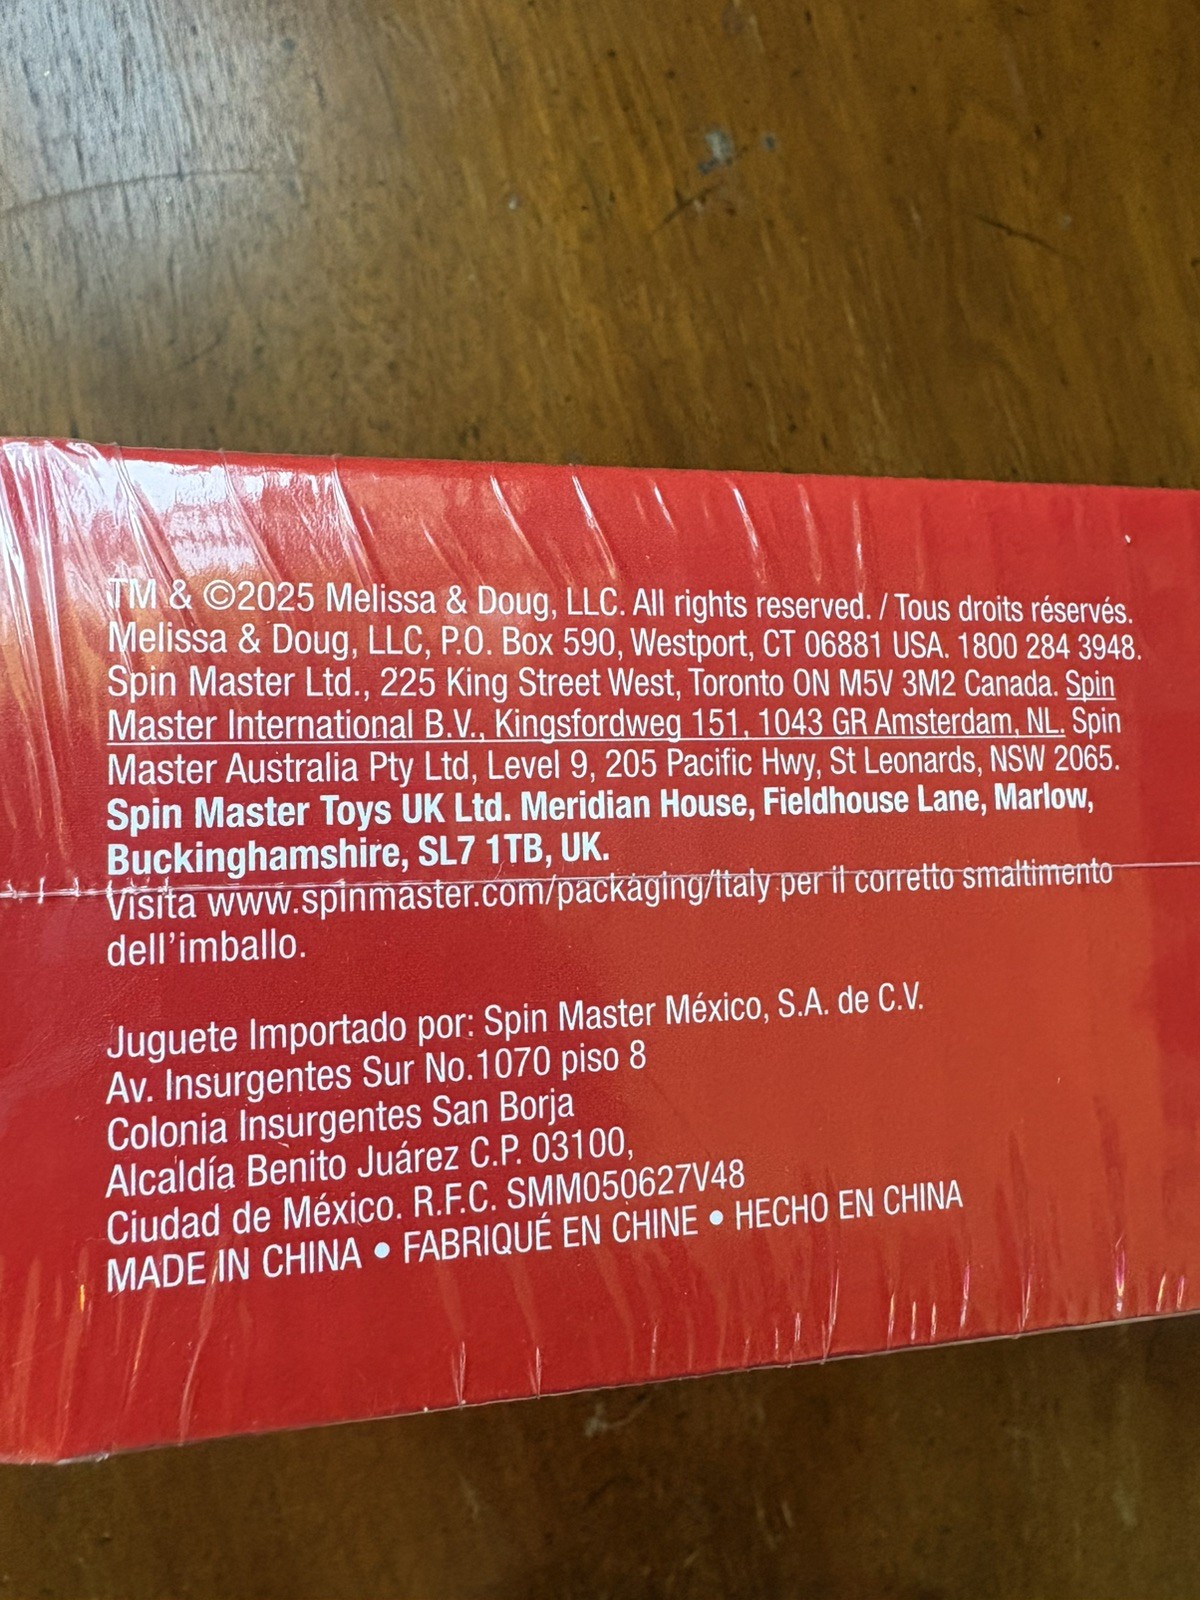 TM & ©2025 Melissa & Doug, LLC. All rights reserved. / Tous droits réservés.
Melissa & Doug, LLC, P.O. Box 590, Westport, CT 06881 USA. 1800 284 3948.
Spin Master Ltd., 225 King Street West, Toronto ON M5V 3M2 Canada. Spin
Master International B.V., Kingsfordweg 151, 1043 GR Amsterdam, NL. Spin
Master Australia Pty Ltd, Level 9, 205 Pacific Hwy, St Leonards, NSW 2065.
Spin Master Toys UK Ltd. Meridian House, Fieldhouse Lane, Marlow,
Buckinghamshire, SL7 1TB, UK.
Visita www.spinmaster.com/packaging/Italy per il corretto smaltimento
dell'imballo.
Juguete Importado por: Spin Master México, S.A. de C.V.
Av. Insurgentes Sur No.1070 piso 8
Colonia Insurgentes San Borja
Alcaldía Benito Juárez C.P. 03100,
Ciudad de México. R.F.C. SMM050627V48
MADE IN CHINA • FABRIQUÉ EN CHINE • HECHO EN CHINA